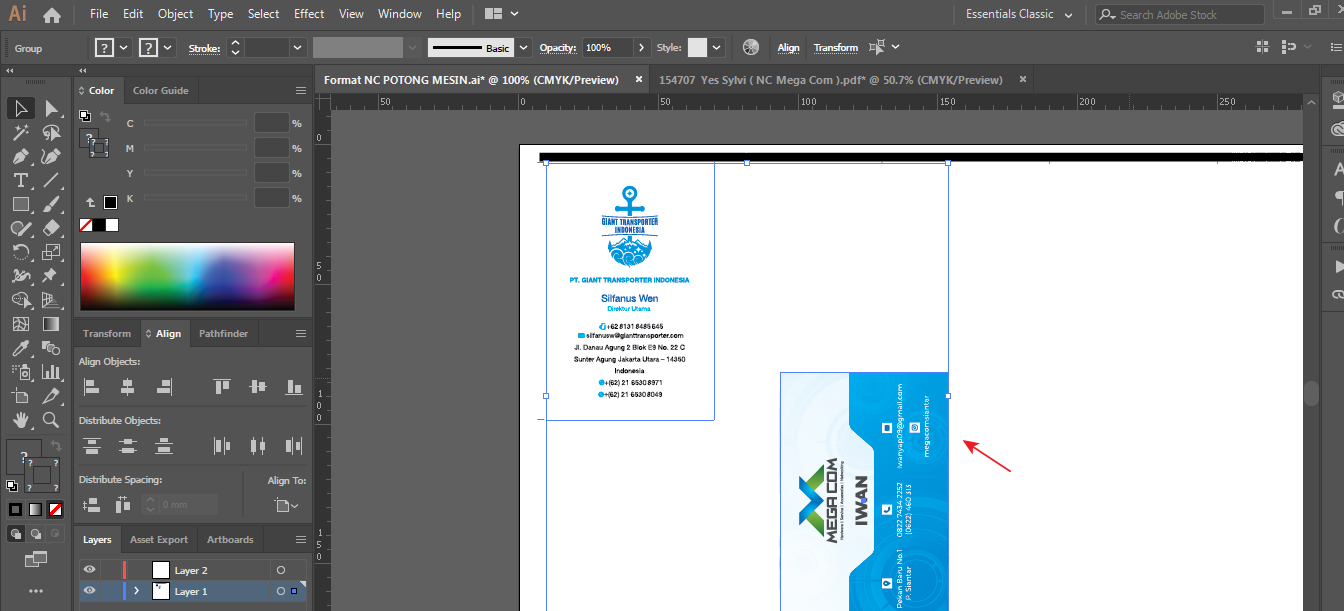 Ai File Edit Object Type Select Effect View Window Help Essentials Classic Search Adobe Stock
Group ? ? Stroke: Basic Opacity: 100% Style: Align Transform
Format NC POTONG MESIN.ai* @ 100% (CMYK/Preview) × 154707 Yes Sylvi ( NC Mega Com ).pdf* @ 50.7% (CMYK/Preview) ×
Color Color Guide
50 0 50 100 150 200 250
C %
M %
Y %
K %
0
5
0
1
0
0
1
5
0
Transform Align Pathfinder
Align Objects:
Distribute Objects:
Distribute Spacing: Align To:
0 mm
Layers Asset Export Artboards
Layer 2
Layer 1
GIANT TRANSPORTER
INDONESIA
PT. GIANT TRANSPORTER INDONESIA
Silfanus Wen
Direktur Utama
+62 8131 8485 645
silfanusw@gianttransporter.com
Jl. Danau Agung 2 Blok E9 No. 22 C
Sunter Agung Jakarta Utara – 14350
Indonesia
+(62) 21 6530 8971
+(62) 21 6530 8049
MEGA COM
IWAN
iwanyap09@gmail.com
megacomsiantar
0822 7434 2252
(0622) 460 313
Pekan Baru No.1
P. Siantar